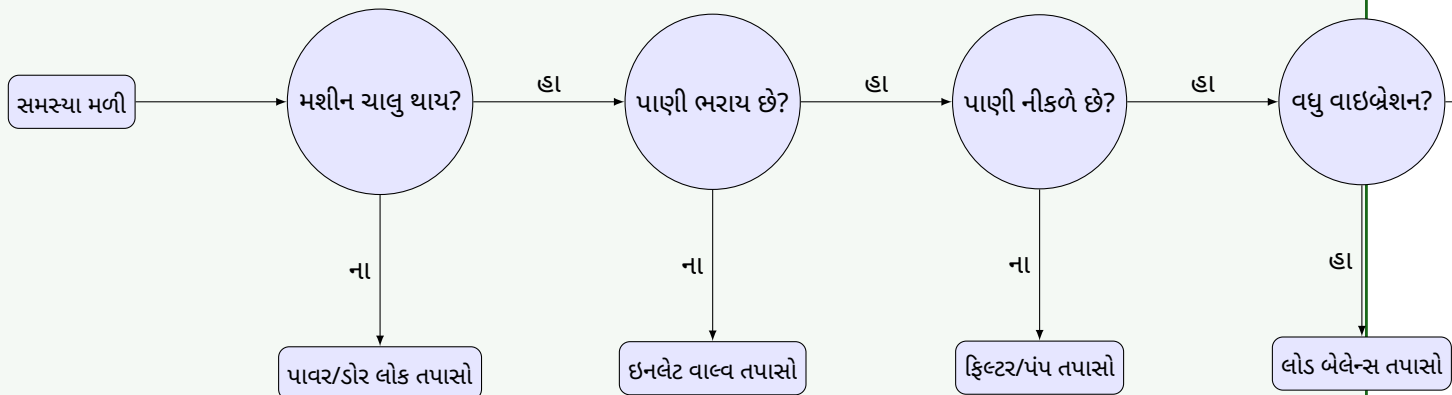 સમસ્યા મળી
મશીન ચાલુ થાય?
હા
પાણી ભરાય છે?
હા
પાણી નીકળે છે?
હા
વધુ વાઇબ્રેશન?
ના
ના
ના
હા
પાવર/ડોર લોક તપાસો
ઇનલેટ વાલ્વ તપાસો
ફિલ્ટર/પંપ તપાસો
લોડ બેલેન્સ તપાસો